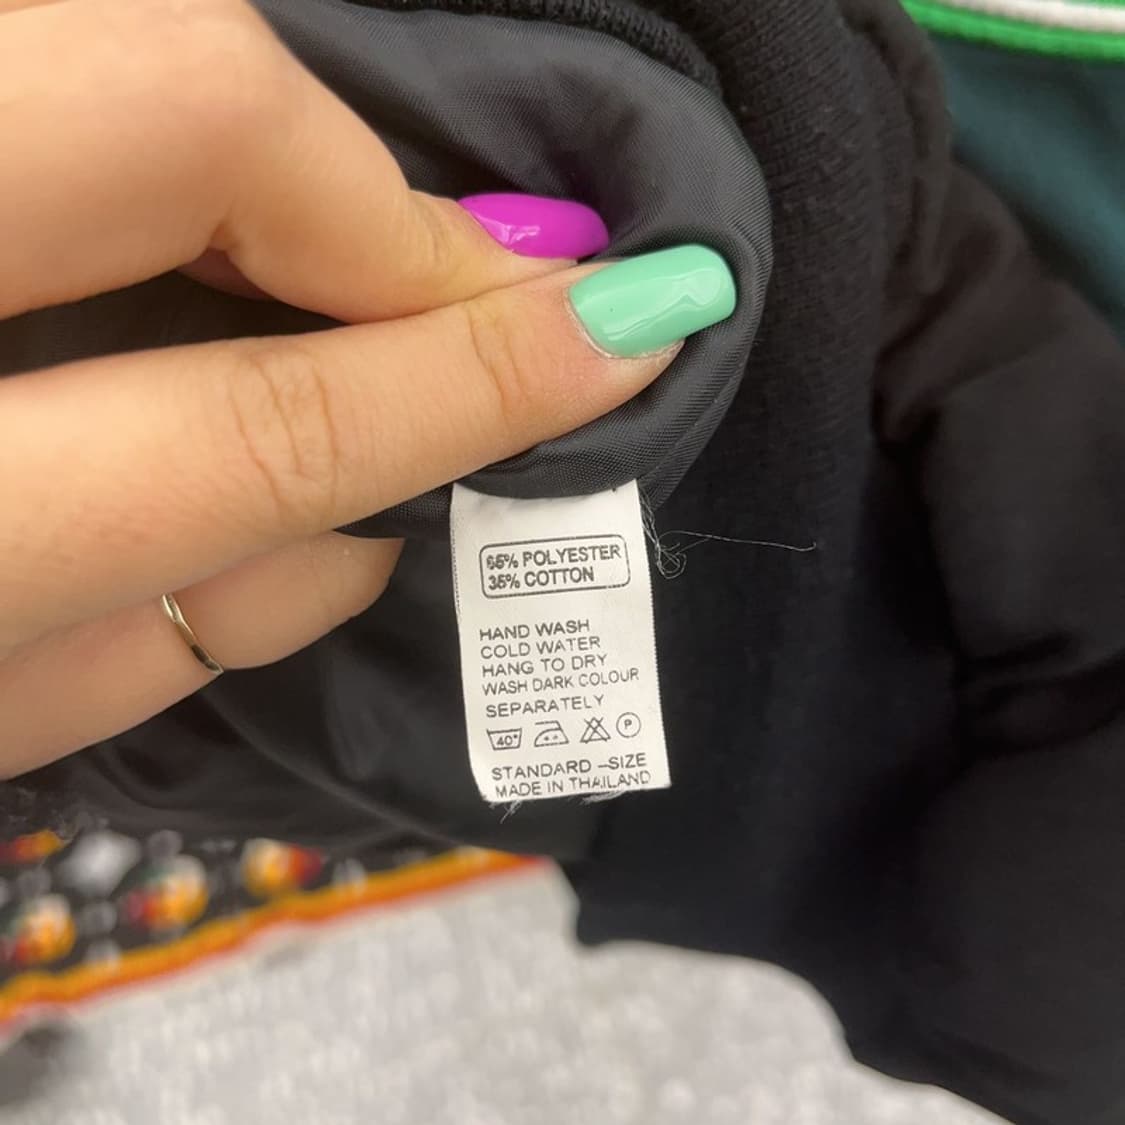 65% POLYESTER
35% COTTON
HAND WASH
COLD WATER
HANG TO DRY
WASH DARK COLOUR
SEPARATELY
40° P
STANDARD -SIZE
MADE IN THAILAND